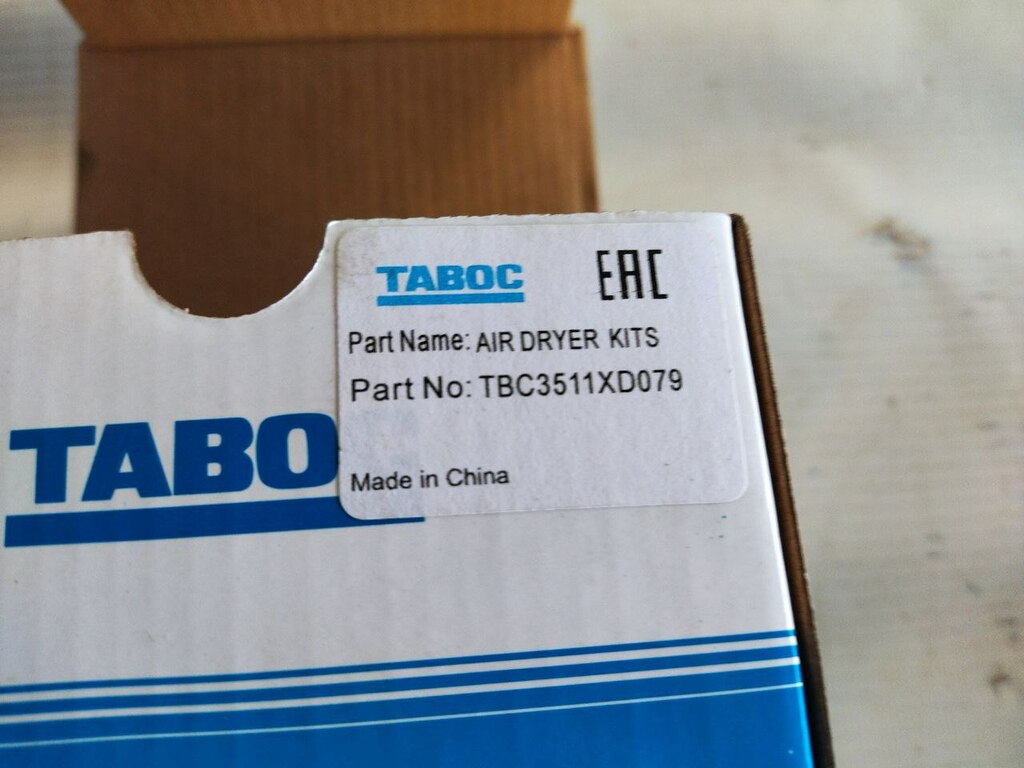 TABOC
EAC
Part Name: AIR DRYER KITS
Part No: TBC3511XD079
Made in China
TABO